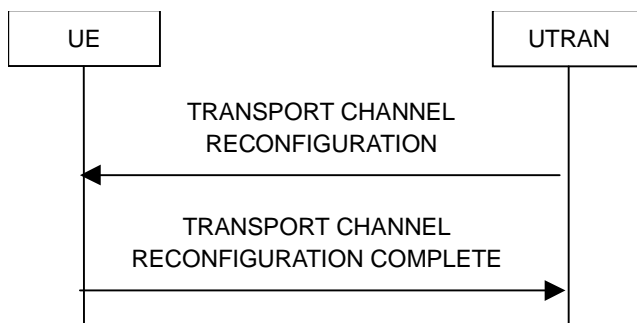 UE
UTRAN
TRANSPORT CHANNEL
RECONFIGURATION
TRANSPORT CHANNEL
RECONFIGURATION COMPLETE